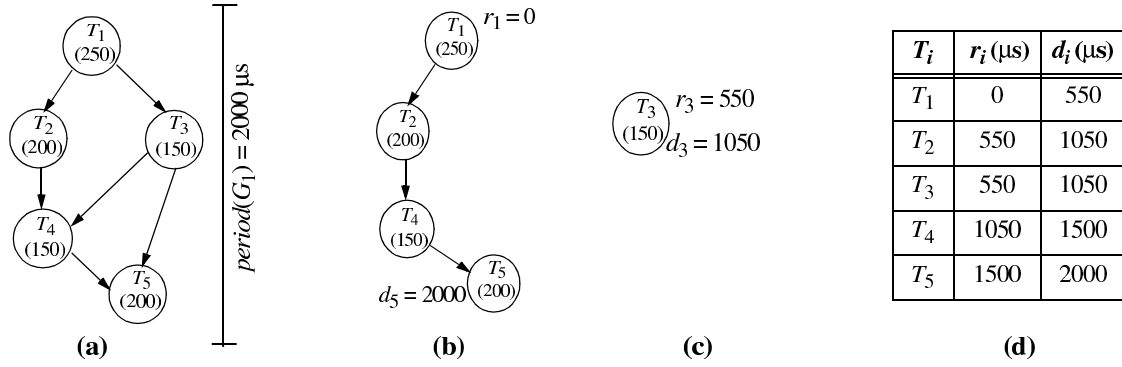 T1
(250)
T2
(200)
T3
(150)
T4
(150)
T5
(200)
period(G1) = 2000 µs
(a)
T1
(250)
r1 = 0
T2
(200)
T4
(150)
T5
(200)
d5 = 2000
(b)
T3
(150)
r3 = 550
d3 = 1050
(c)
Ti ri (µs) di (µs)
T1 0 550
T2 550 1050
T3 550 1050
T4 1050 1500
T5 1500 2000
(d)